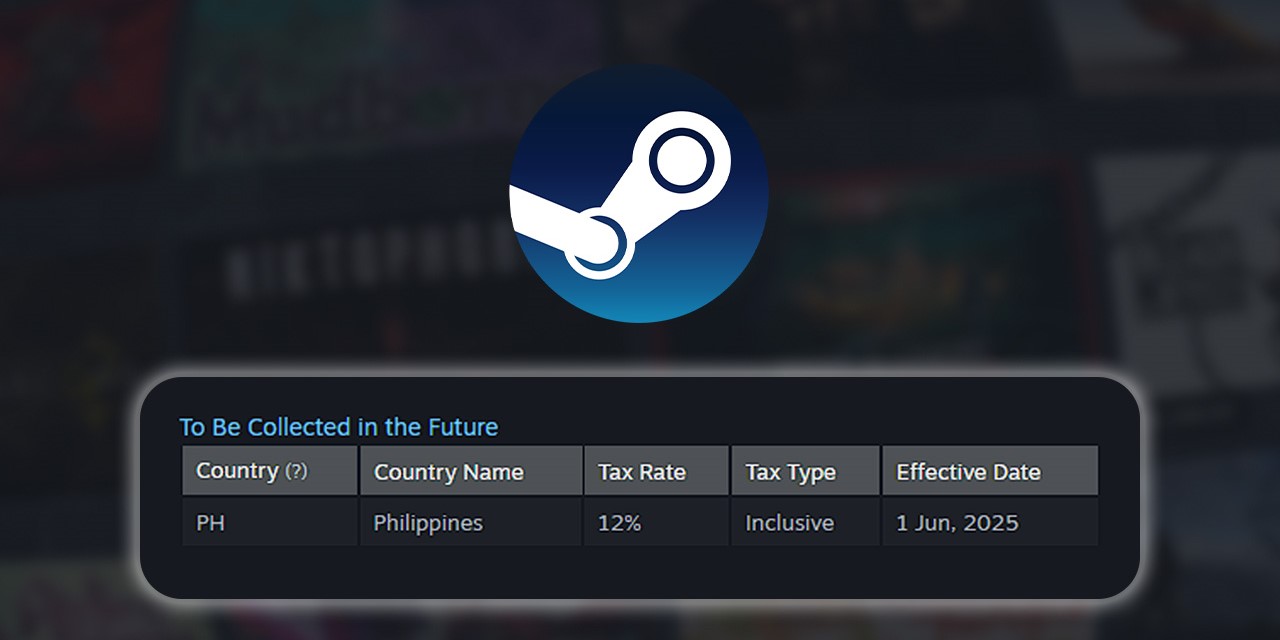 To Be Collected in the Future
Country (?) Country Name Tax Rate Tax Type Effective Date
PH Philippines 12% Inclusive 1 Jun, 2025